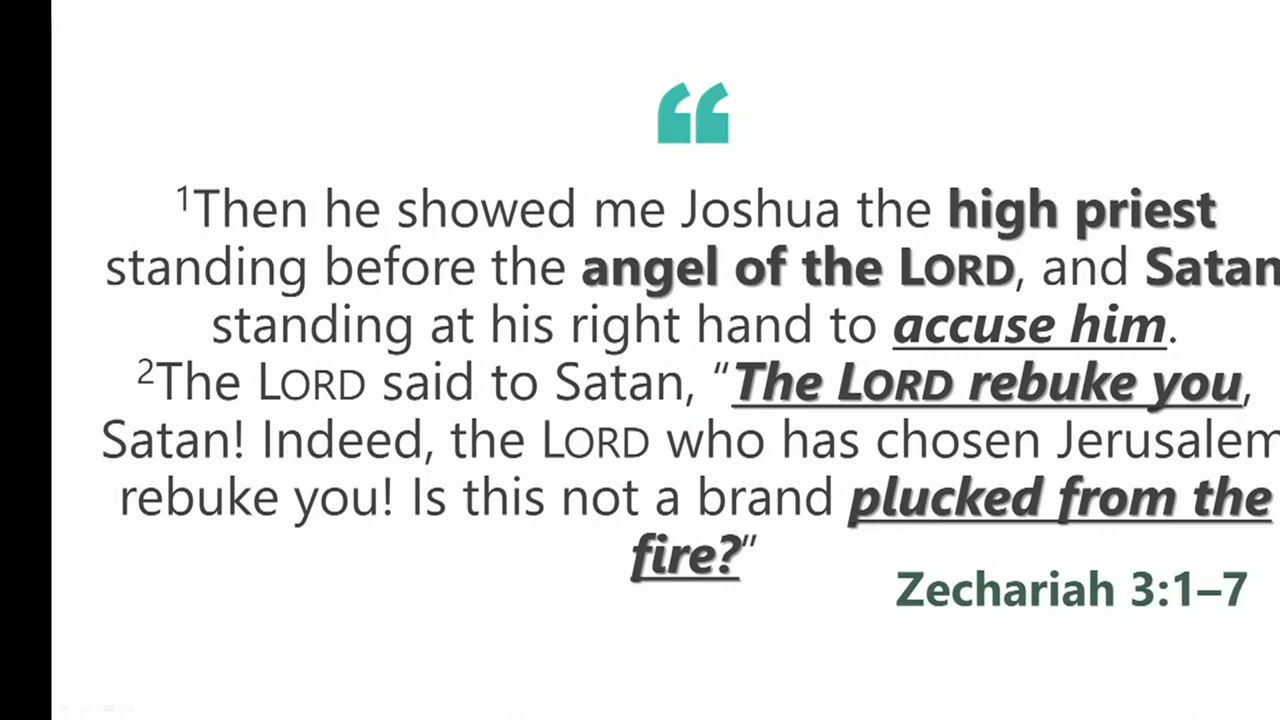 “
¹Then he showed me Joshua the high priest
standing before the angel of the LORD, and Satan
standing at his right hand to accuse him.
²The LORD said to Satan, “The LORD rebuke you,
Satan! Indeed, the LORD who has chosen Jerusalem
rebuke you! Is this not a brand plucked from the
fire?”
Zechariah 3:1–7